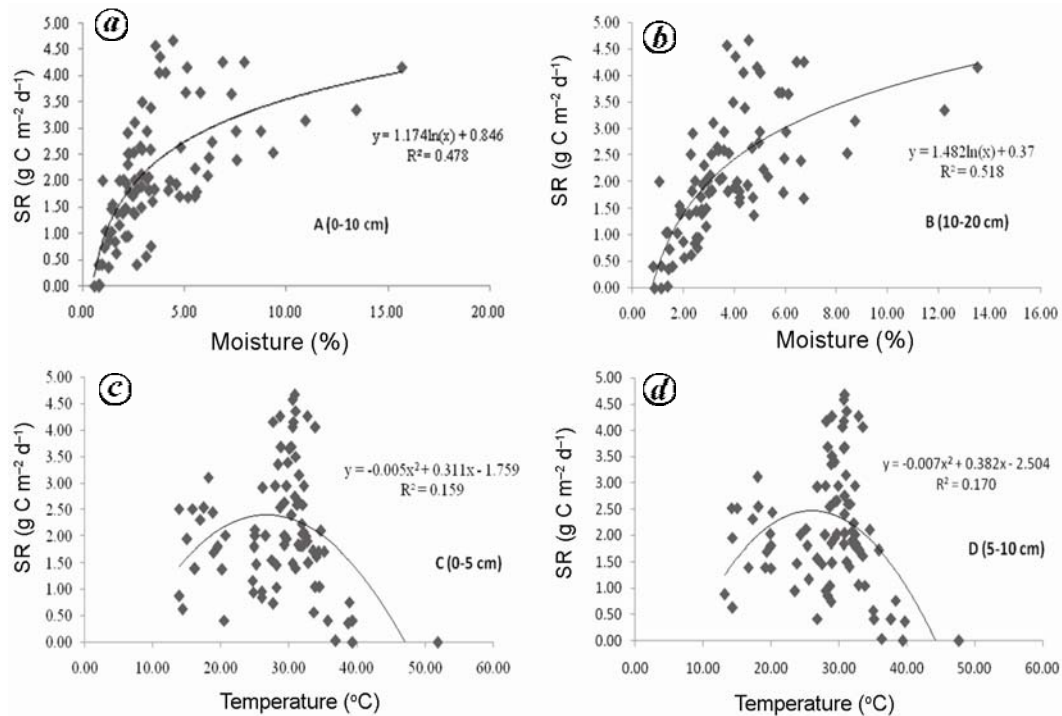 a
5.00
4.50
4.00
3.50
3.00
2.50
2.00
1.50
1.00
0.50
0.00
SR (g C m⁻² d⁻¹)
y = 1.174ln(x) + 0.846
R² = 0.478
A (0-10 cm)
0.00 5.00 10.00 15.00 20.00
Moisture (%)
b
5.00
4.50
4.00
3.50
3.00
2.50
2.00
1.50
1.00
0.50
0.00
SR (g C m⁻² d⁻¹)
y = 1.482ln(x) + 0.37
R² = 0.518
B (10-20 cm)
0.00 2.00 4.00 6.00 8.00 10.00 12.00 14.00 16.00
Moisture (%)
c
5.00
4.50
4.00
3.50
3.00
2.50
2.00
1.50
1.00
0.50
0.00
SR (g C m⁻² d⁻¹)
y = -0.005x² + 0.311x - 1.759
R² = 0.159
C (0-5 cm)
0.00 10.00 20.00 30.00 40.00 50.00 60.00
Temperature (°C)
d
5.00
4.50
4.00
3.50
3.00
2.50
2.00
1.50
1.00
0.50
0.00
SR (g C m⁻² d⁻¹)
y = -0.007x² + 0.382x - 2.504
R² = 0.170
D (5-10 cm)
0.00 10.00 20.00 30.00 40.00 50.00 60.00
Temperature (°C)